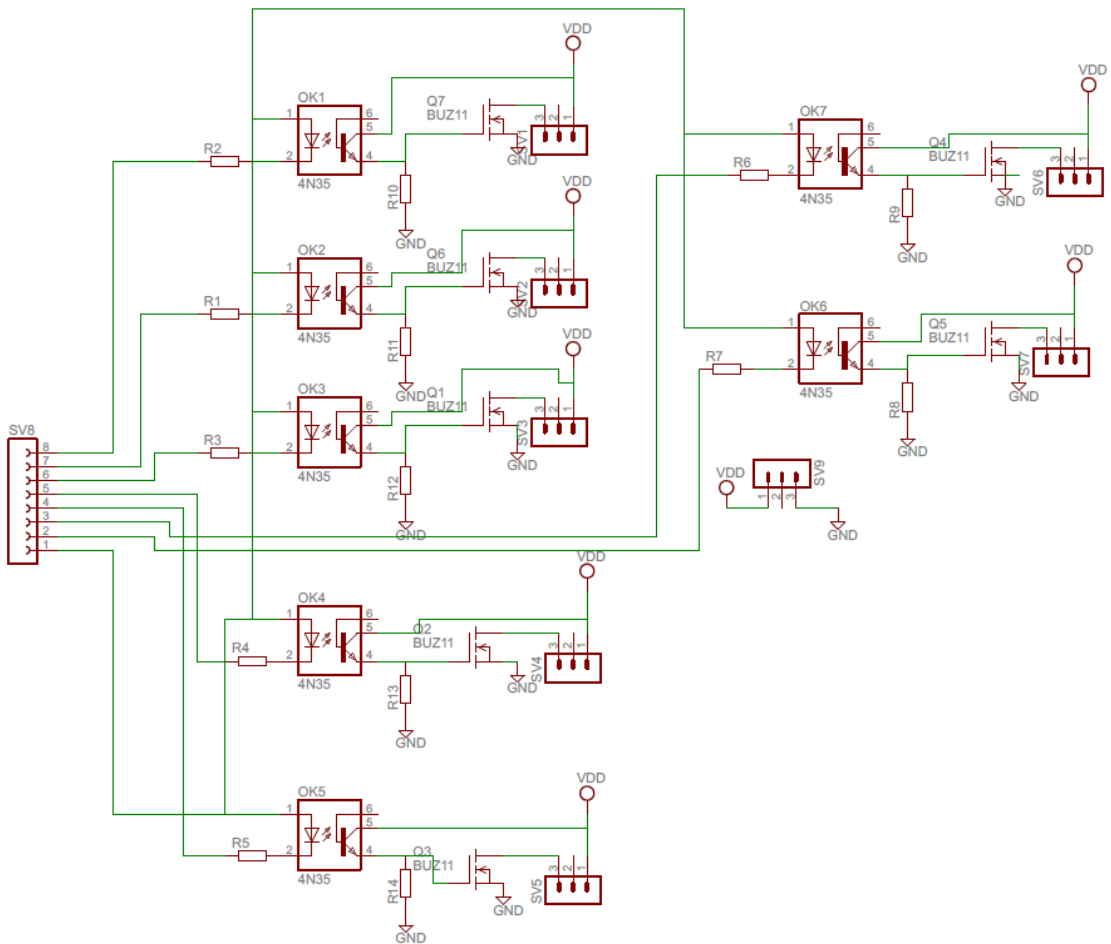 VDD
OK1
1
2
6
5
4
4N35
R2
R10
GND
Q7
BUZ11
GND
3
2
1
SV1
VDD
OK2
1
2
6
5
4
4N35
R1
R11
GND
Q6
BUZ11
GND
3
2
1
SV2
VDD
OK3
1
2
6
5
4
4N35
R3
R12
GND
Q1
BUZ11
GND
3
2
1
SV3
SV8
8
7
6
5
4
3
2
1
VDD
OK4
1
2
6
5
4
4N35
R4
R13
GND
Q2
BUZ11
GND
3
2
1
SV4
VDD
OK5
1
2
6
5
4
4N35
R5
R14
GND
Q3
BUZ11
GND
3
2
1
SV5
VDD
OK7
1
2
6
5
4
4N35
R6
R9
GND
Q4
BUZ11
GND
3
2
1
SV6
VDD
OK6
1
2
6
5
4
4N35
R7
R8
GND
Q5
BUZ11
GND
3
2
1
SV7
VDD
1
2
3
SV9
GND